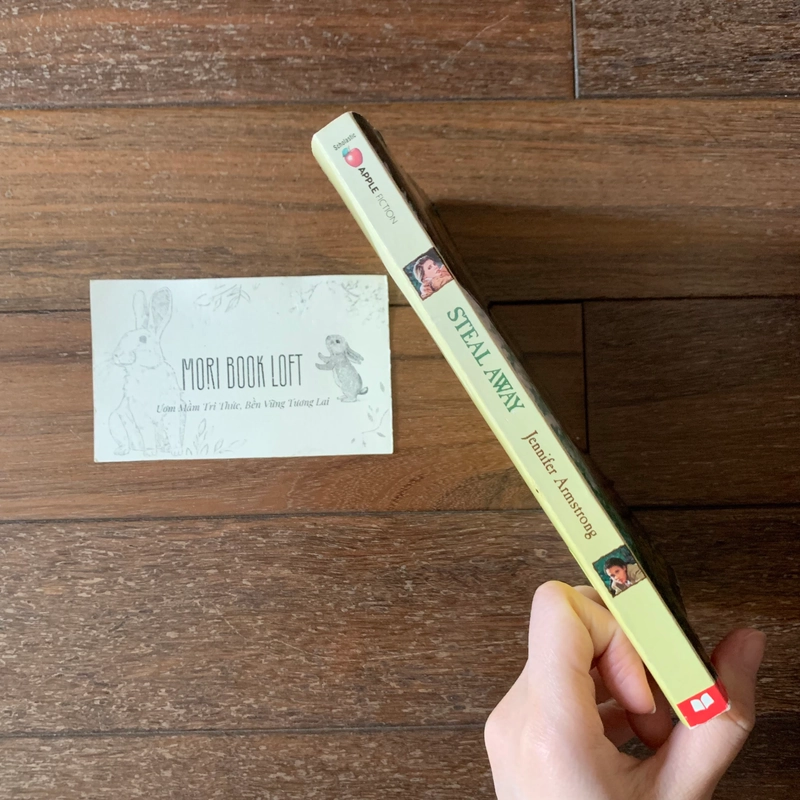 MORI BOOK LOFT
Ươm Mầm Tri Thức, Bền Vững Tương Lai
Scholastic
APPLE FICTION
STEAL AWAY
Jennifer Armstrong